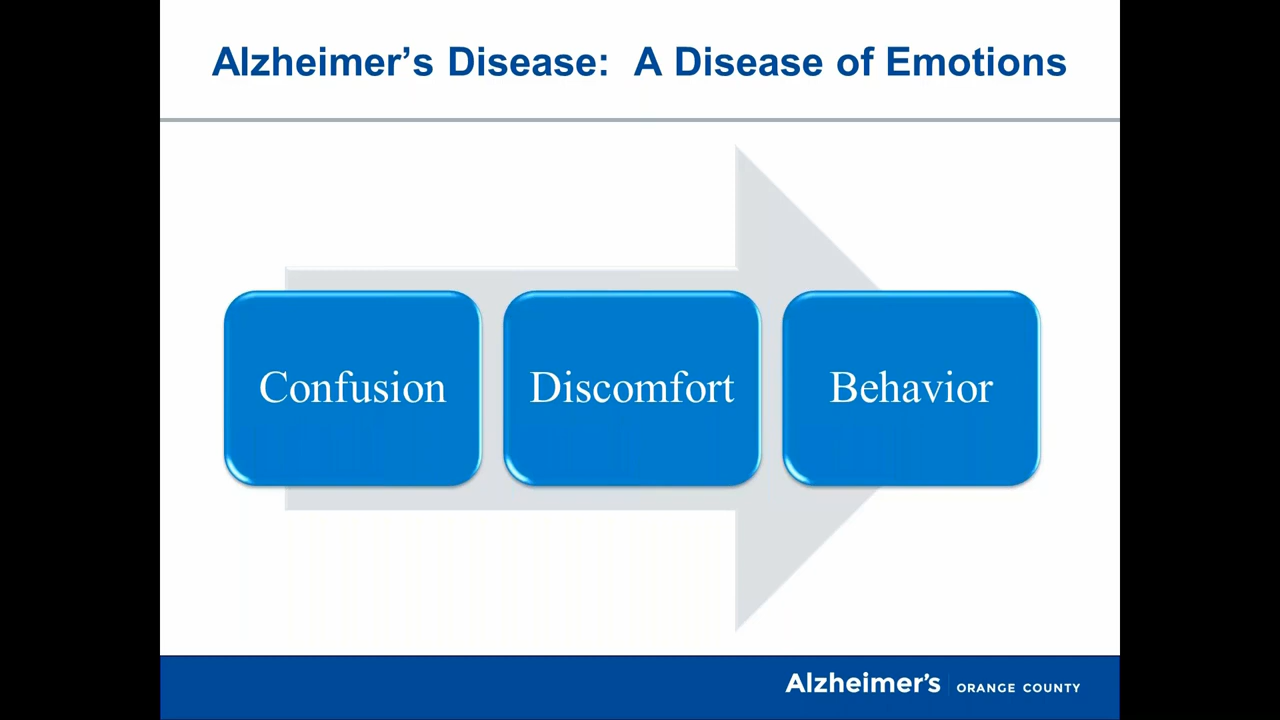 Alzheimer’s Disease:  A Disease of Emotions
Confusion
Discomfort
Behavior
Alzheimer’s ORANGE COUNTY